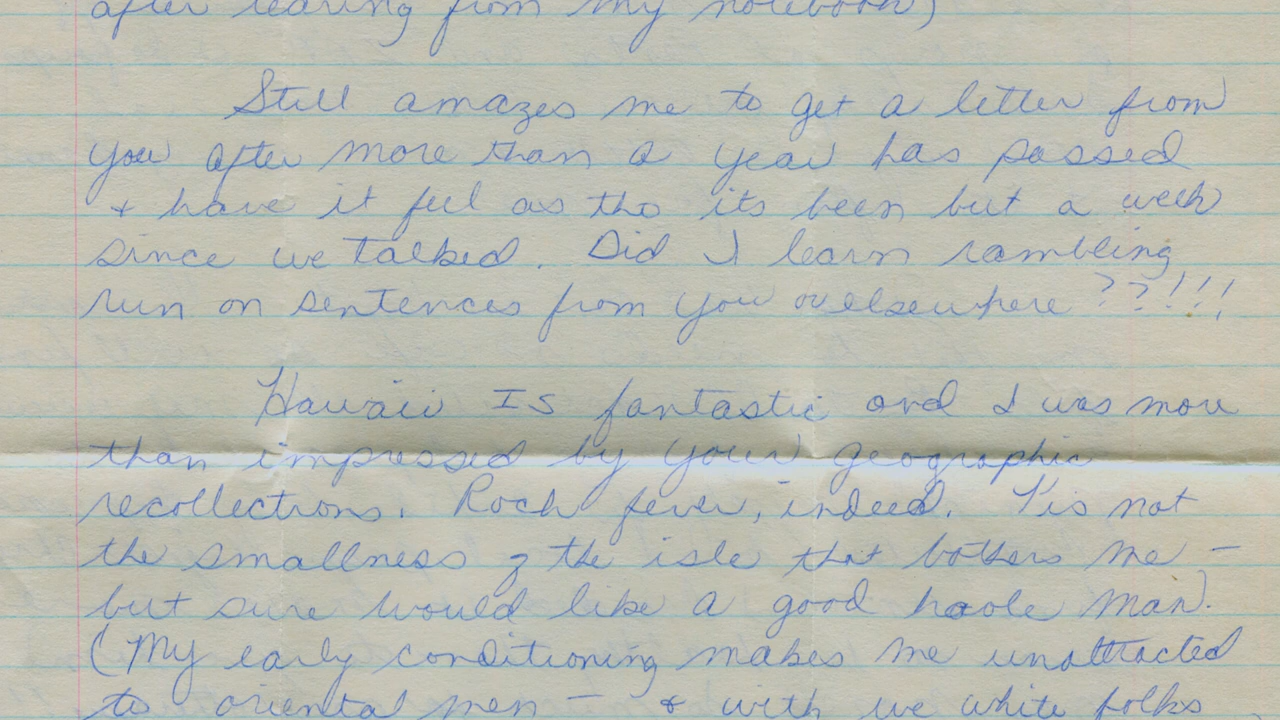 after tearing from my notebook)
Still amazes me to get a letter from
you after more than a year has passed
+ have it feel as tho its been but a week
since we talked. Did I learn rambling
run on sentences from you or elsewhere ??!!!
Hawaii IS fantastic and I was more
than impressed by your geographic
recollections. Rock fever, indeed. 'Tis not
the smallness of the isle that bothers me –
but sure would like a good haole man.
(My early conditioning makes me unattracted
to oriental men – & with we white folks